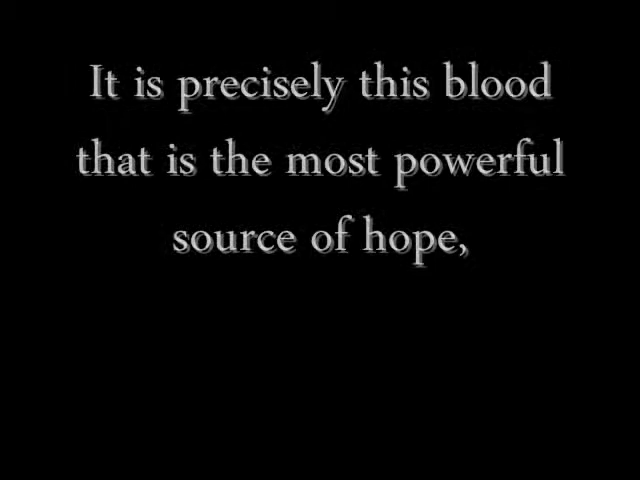 It is precisely this blood
that is the most powerful
source of hope,